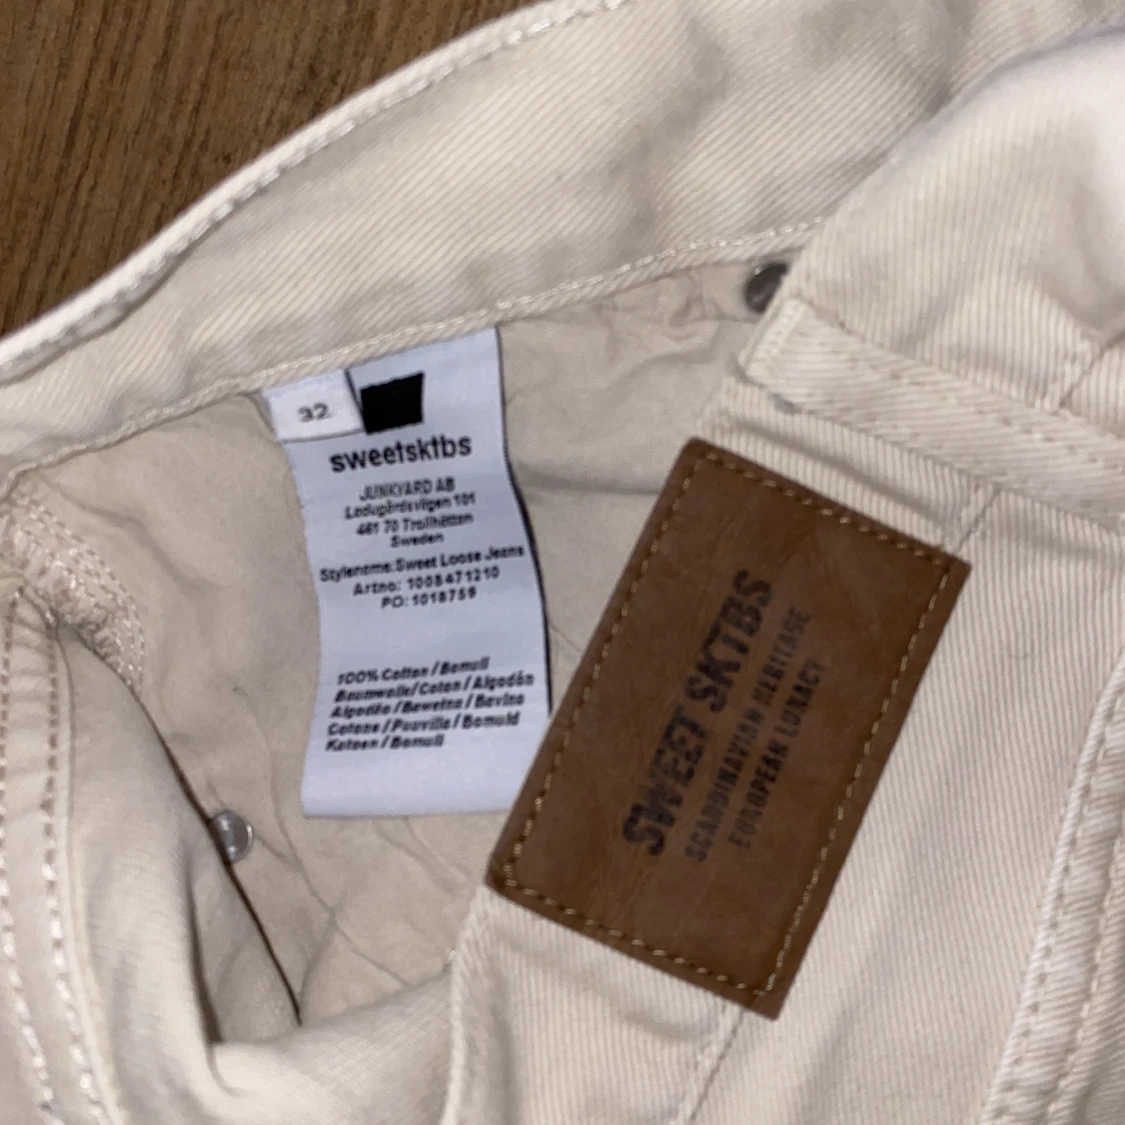 32
sweetsktbs
JUNKYARD AB
Ladugårdsvägen 101
461 70 Trollhättan
Sweden
Stylename:Sweet Loose Jeans
Artno: 1008471210
PO:1018759
100% Cotton / Bomull
Baumwolle/Coton / Algodón
Algodão / Bawełna / Bavlna
Cotone / Puuvilla / Bomuld
Katoen / Bomull
SWEET SKTBS
SCANDINAVIAN HERITAGE
EUROPEAN LUNACY